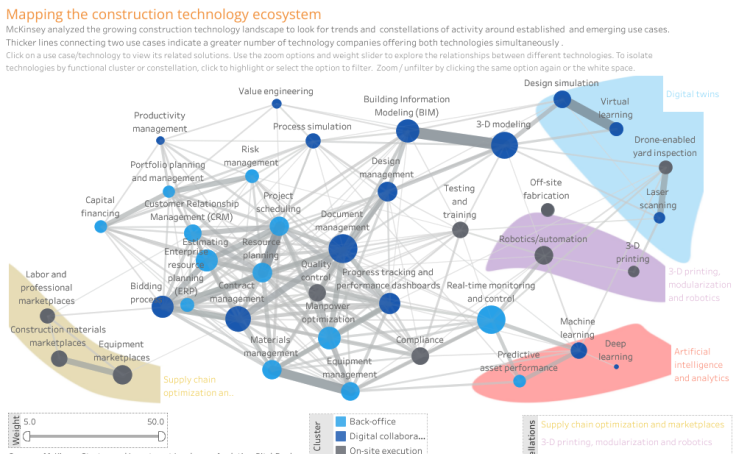 Mapping the construction technology ecosystem
McKinsey analyzed the growing construction technology landscape to look for trends and constellations of activity around established and emerging use cases.
Thicker lines connecting two use cases indicate a greater number of technology companies offering both technologies simultaneously.
Click on a use case/technology to view its related solutions. Use the zoom options and weight slider to explore the relationships between different technologies. To isolate
technologies by functional cluster or constellation, click to highlight or select the option to filter. Zoom/unfilter by clicking the same option again or the white space.
Design simulation
Value engineering
Digital twins
Building Information
Modeling (BIM)
Virtual
learning
Productivity
management
Process simulation
3-D modeling
Drone-enabled
yard inspection
Risk
management
Portfolio planning
and management
Design
management
Off-site
fabrication
Testing
and
training
Laser
scanning
Capital
financing
Customer Relationship
Management (CRM)
Project
scheduling
Document
management
Estimating
Resource
planning
Robotics/automation
3-D
printing
Enterprise
resource
planning
(ERP)
Quality
control
Progress tracking and
performance dashboards
Real-time monitoring
and control
3-D printing,
modularization
and robotics
Labor and
professional
marketplaces
Bidding
process
Contract
management
Manpower
optimization
Construction materials
marketplaces
Equipment
marketplaces
Materials
management
Compliance
Machine
learning
Deep
learning
Equipment
management
Predictive
asset performance
Artificial
intelligence
and analytics
Supply chain
optimization an..
Weight
5.0
50.0
Cluster
Back-office
Digital collabora...
On-site execution
ellations
Supply chain optimization and marketplaces
3-D printing, modularization and robotics